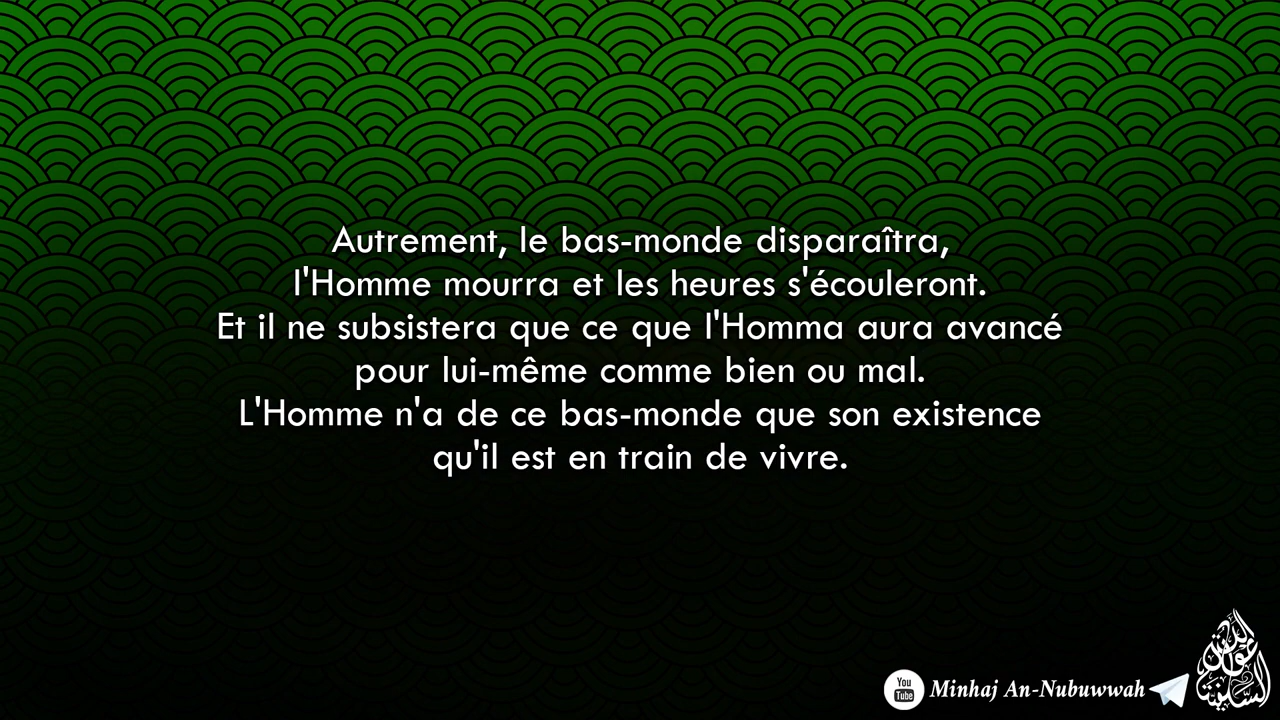 Autrement, le bas-monde disparaîtra,
l'Homme mourra et les heures s'écouleront.
Et il ne subsistera que ce que l'Homma aura avancé
pour lui-même comme bien ou mal.
L'Homme n'a de ce bas-monde que son existence
qu'il est en train de vivre.
You
Tube
Minhaj An-Nubuwwah